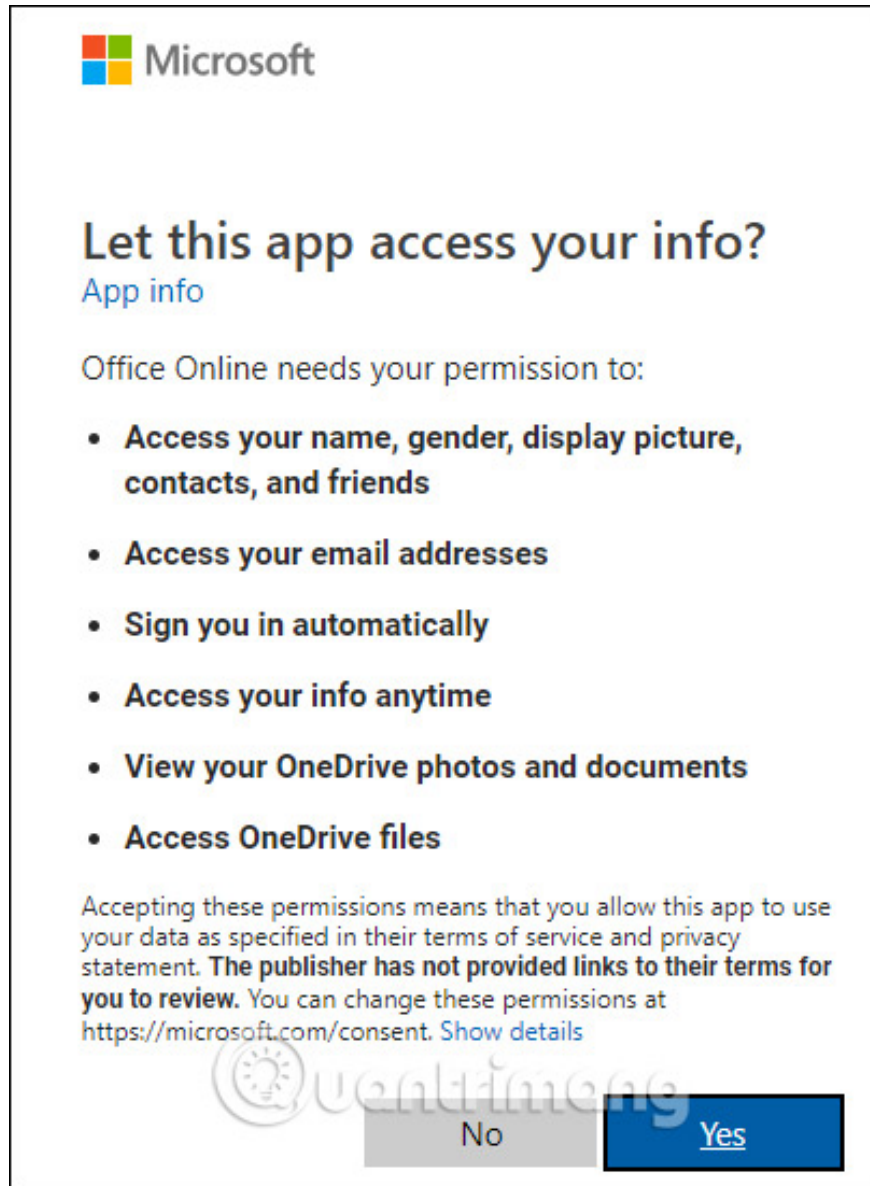 Microsoft
Let this app access your info?
App info
Office Online needs your permission to:
• Access your name, gender, display picture,
contacts, and friends
• Access your email addresses
• Sign you in automatically
• Access your info anytime
• View your OneDrive photos and documents
• Access OneDrive files
Accepting these permissions means that you allow this app to use
your data as specified in their terms of service and privacy
statement. The publisher has not provided links to their terms for
you to review. You can change these permissions at
https://microsoft.com/consent. Show details
Quantrimang
No
Yes